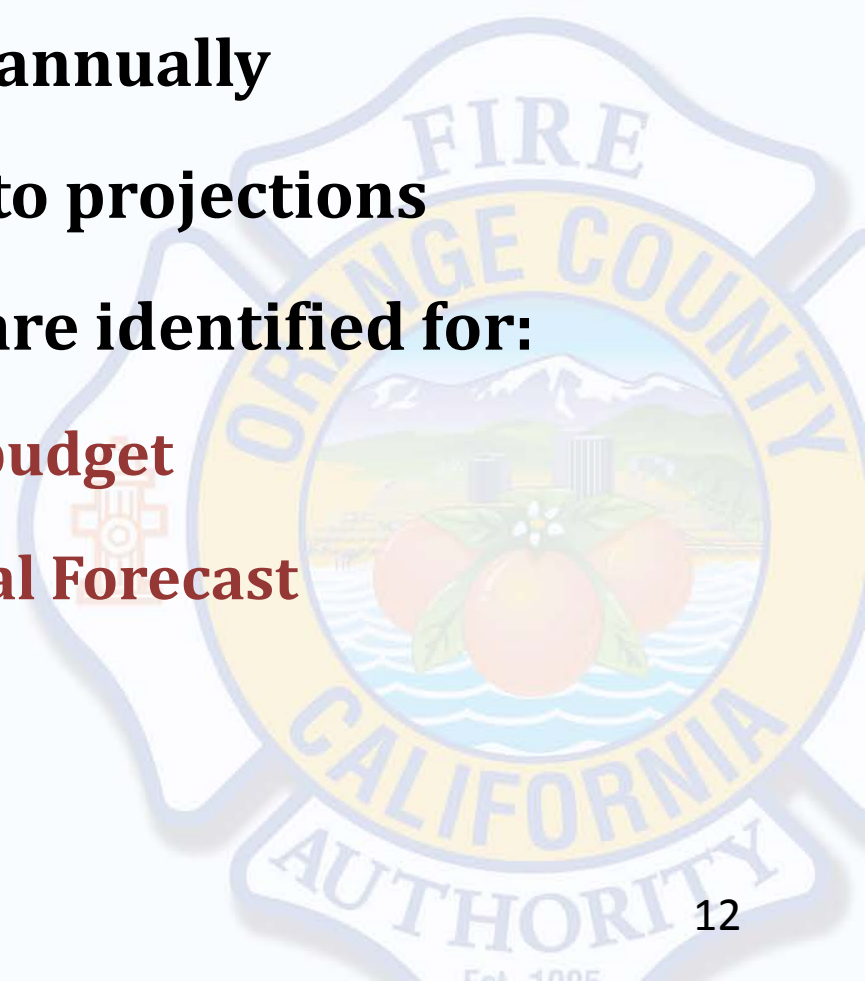 annually
to projections
are identified for:
budget
al Forecast
FIRE
ORANGE COUNTY
CALIFORNIA
AUTHORITY
12